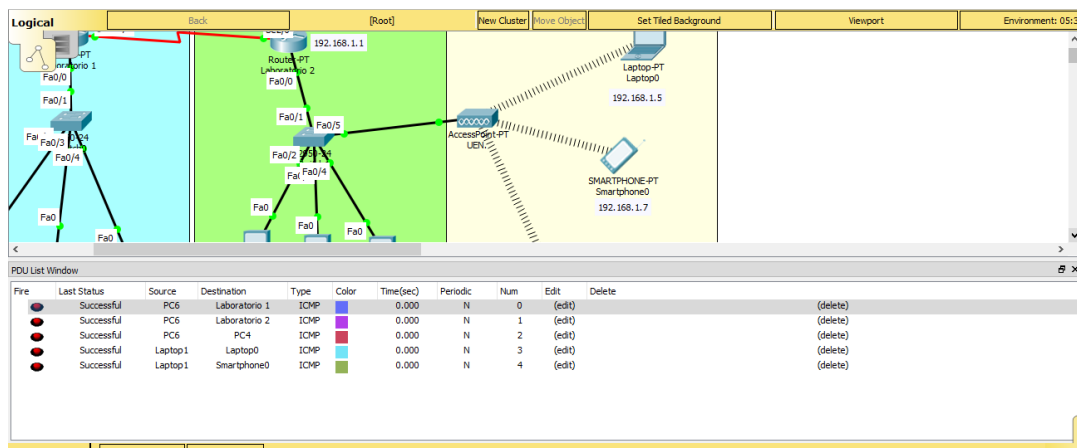 Logical Back [Root] New Cluster Move Object Set Tiled Background Viewport Environment: 05:3
192.168.1.1
-PT
orio 1
Router-PT
Laboratorio 2
Fa0/0
Fa0/0
Laptop-PT
Laptop0
192.168.1.5
Fa0/1
Fa0/1
Fa0/5
AccessPoint-PT
UEN.
Fa0/3
-24
Fa0/4
Fa0/2
Fa0/4
SMARTPHONE-PT
Smartphone0
192.168.1.7
Fa0
Fa0
Fa0
Fa0
Fa0
PDU List Window
Fire Last Status Source Destination Type Color Time(sec) Periodic Num Edit Delete
Successful PC6 Laboratorio 1 ICMP 0.000 N 0 (edit) (delete)
Successful PC6 Laboratorio 2 ICMP 0.000 N 1 (edit) (delete)
Successful PC6 PC4 ICMP 0.000 N 2 (edit) (delete)
Successful Laptop1 Laptop0 ICMP 0.000 N 3 (edit) (delete)
Successful Laptop1 Smartphone0 ICMP 0.000 N 4 (edit) (delete)